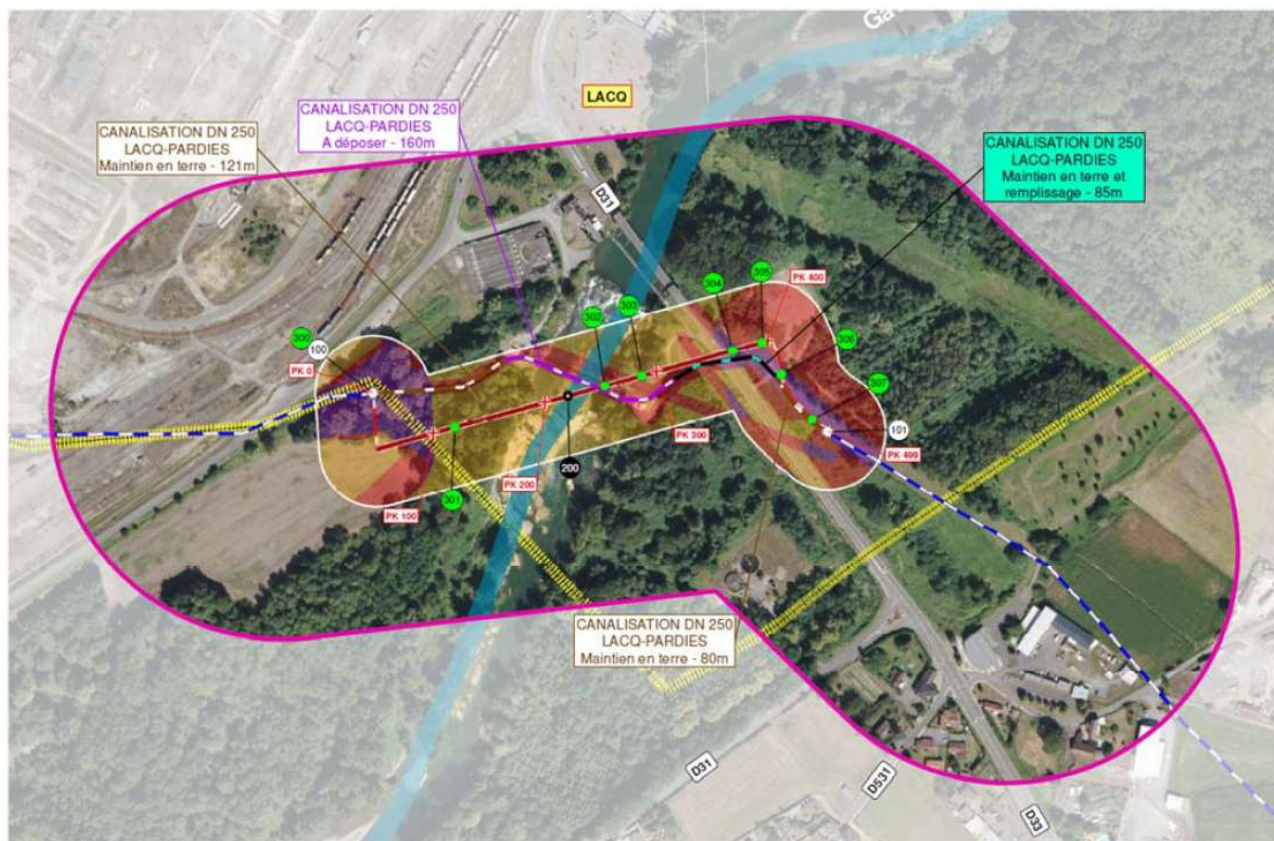 LACQ
CANALISATION DN 250
LACQ-PARDIES
A déposer - 160m
CANALISATION DN 250
LACQ-PARDIES
Maintien en terre - 121m
CANALISATION DN 250
LACQ-PARDIES
Maintien en terre et
remplissage - 85m
D31
305
304
PK 400
303
302
300
100
306
PK 0
307
101
PK 300
PK 499
200
PK 200
301
PK 100
CANALISATION DN 250
LACQ-PARDIES
Maintien en terre - 80m
D31
D531
D33